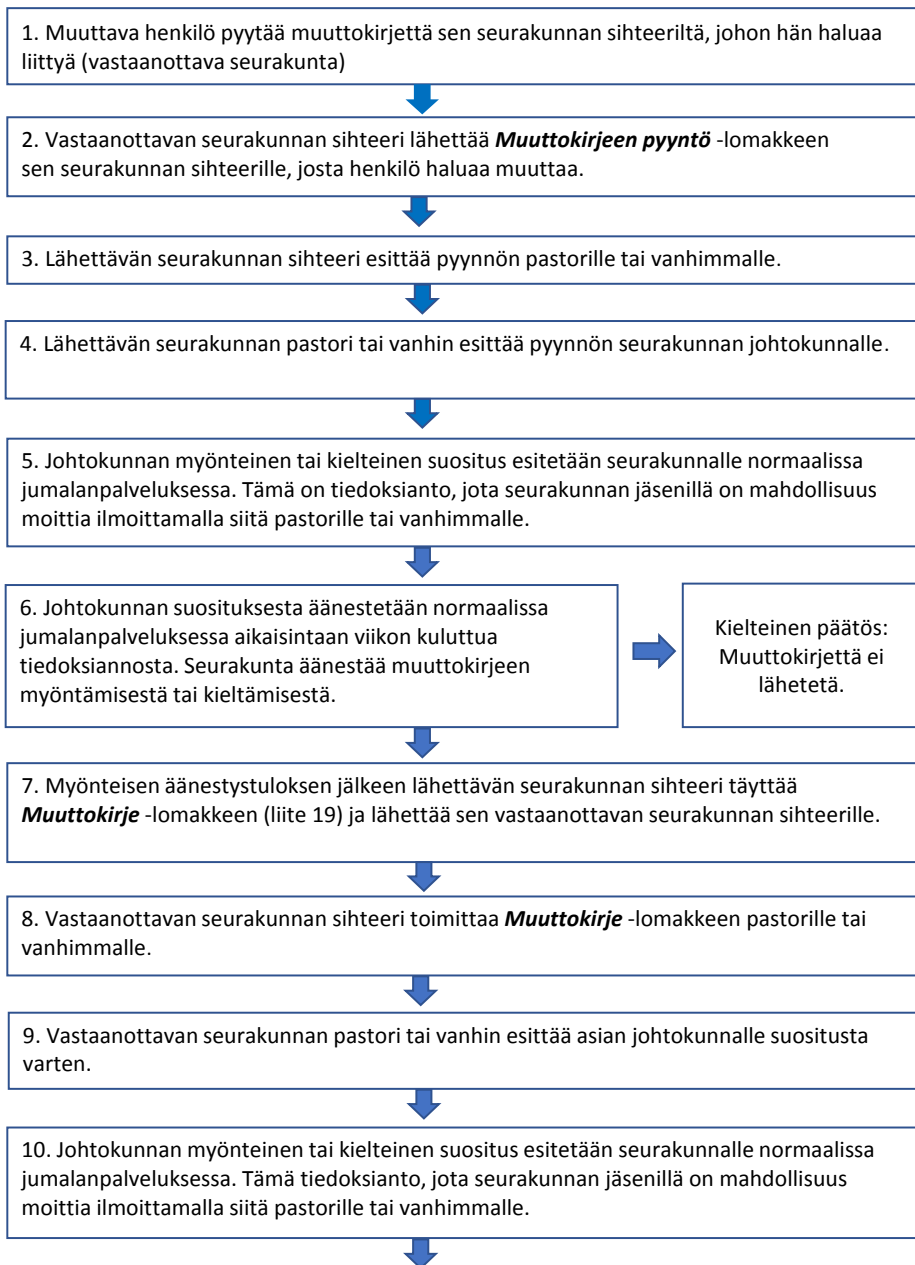 1. Muuttava henkilö pyytää muuttokirjettä sen seurakunnan sihteeriltä, johon hän haluaa
liittyä (vastaanottava seurakunta)
2. Vastaanottavan seurakunnan sihteeri lähettää Muuttokirjeen pyyntö -lomakkeen
sen seurakunnan sihteerille, josta henkilö haluaa muuttaa.
3. Lähettävän seurakunnan sihteeri esittää pyynnön pastorille tai vanhimmalle.
4. Lähettävän seurakunnan pastori tai vanhin esittää pyynnön seurakunnan johtokunnalle.
5. Johtokunnan myönteinen tai kielteinen suositus esitetään seurakunnalle normaalissa
jumalanpalveluksessa. Tämä on tiedoksianto, jota seurakunnan jäsenillä on mahdollisuus
moittia ilmoittamalla siitä pastorille tai vanhimmalle.
6. Johtokunnan suosituksesta äänestetään normaalissa
jumalanpalveluksessa aikaisintaan viikon kuluttua
tiedoksiannosta. Seurakunta äänestää muuttokirjeen
myöntämisestä tai kieltämisestä.
Kielteinen päätös:
Muuttokirjettä ei
lähetetä.
7. Myönteisen äänestystuloksen jälkeen lähettävän seurakunnan sihteeri täyttää
Muuttokirje -lomakkeen (liite 19) ja lähettää sen vastaanottavan seurakunnan sihteerille.
8. Vastaanottavan seurakunnan sihteeri toimittaa Muuttokirje -lomakkeen pastorille tai
vanhimmalle.
9. Vastaanottavan seurakunnan pastori tai vanhin esittää asian johtokunnalle suositusta
varten.
10. Johtokunnan myönteinen tai kielteinen suositus esitetään seurakunnalle normaalissa
jumalanpalveluksessa. Tämä tiedoksianto, jota seurakunnan jäsenillä on mahdollisuus
moittia ilmoittamalla siitä pastorille tai vanhimmalle.